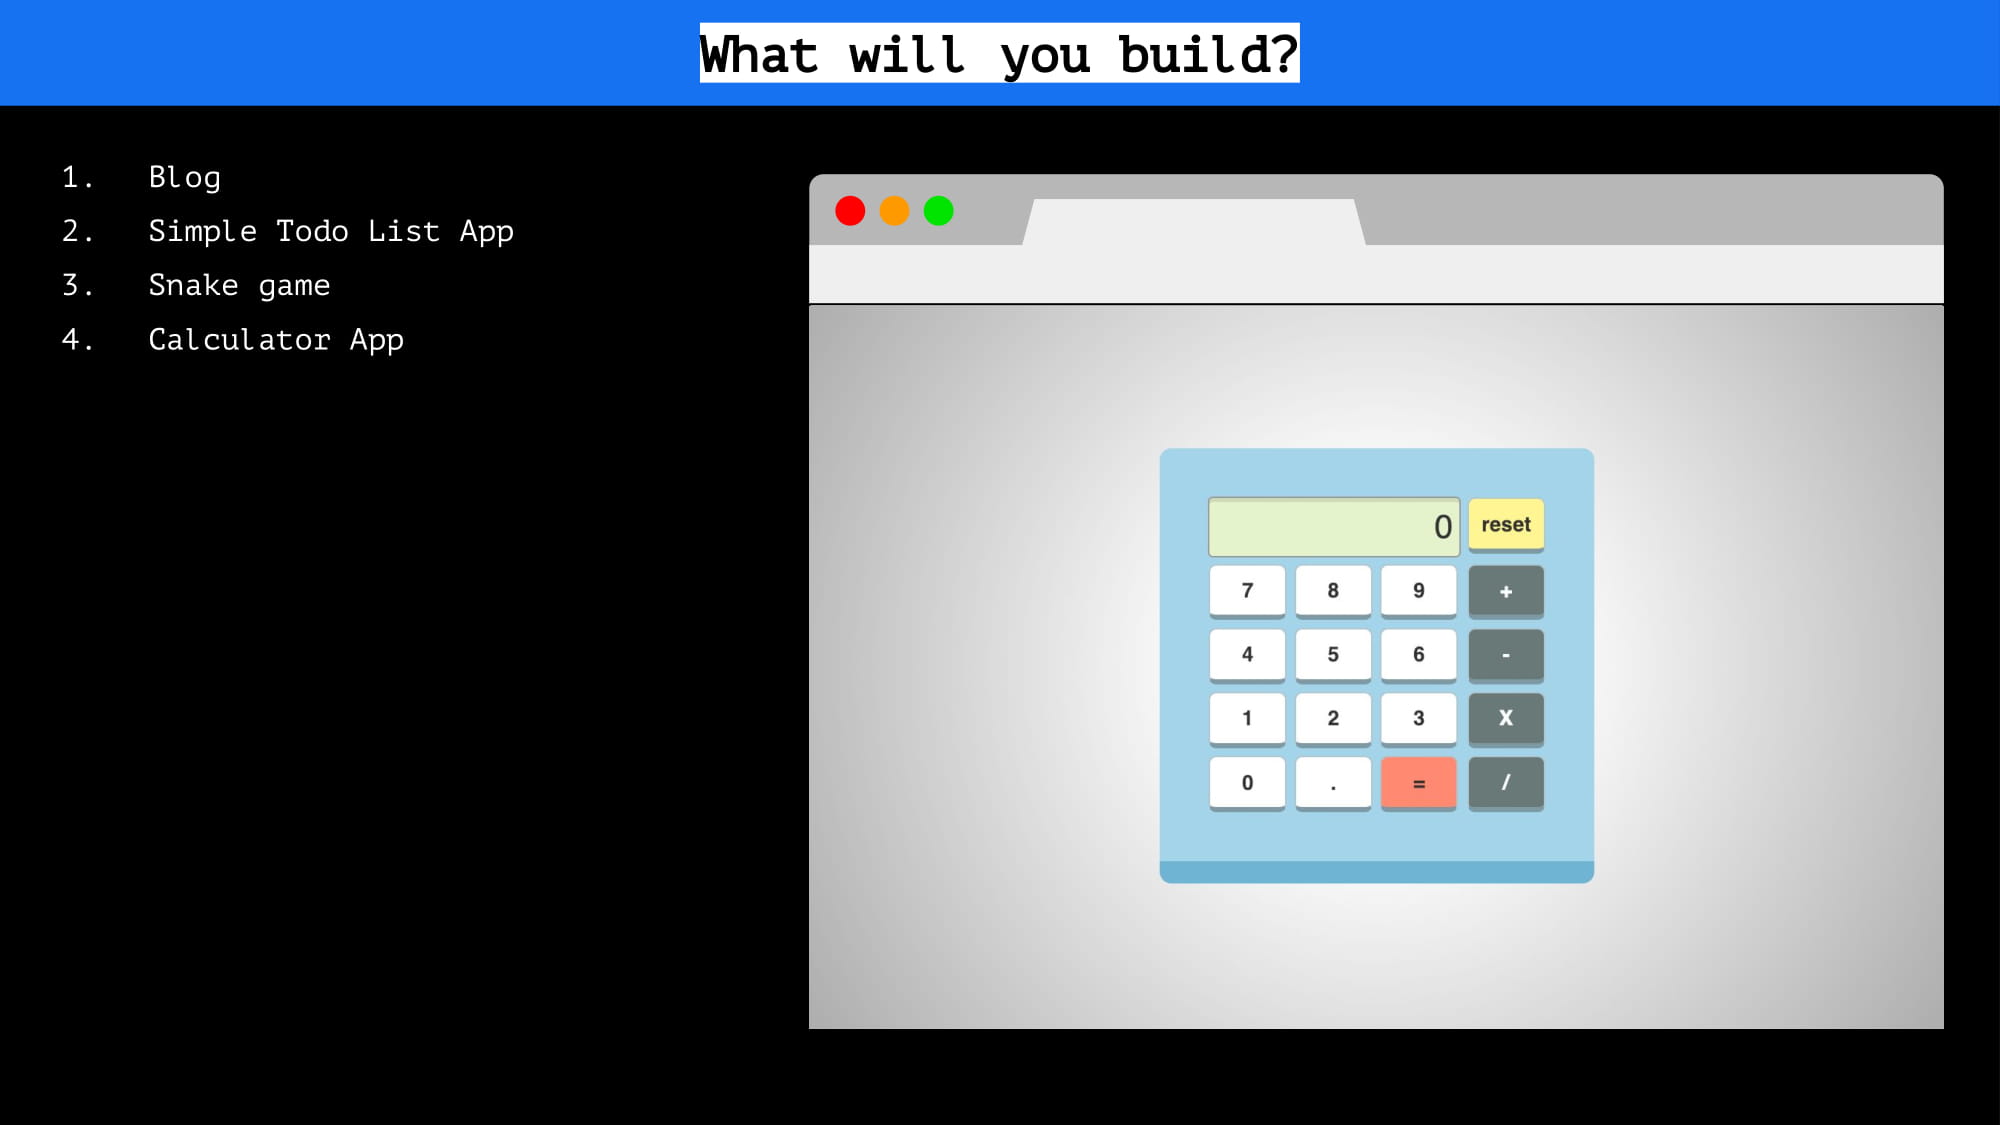 What will you build?
1. Blog
2. Simple Todo List App
3. Snake game
4. Calculator App
0 reset
7 8 9 +
4 5 6 -
1 2 3 X
0 . = /